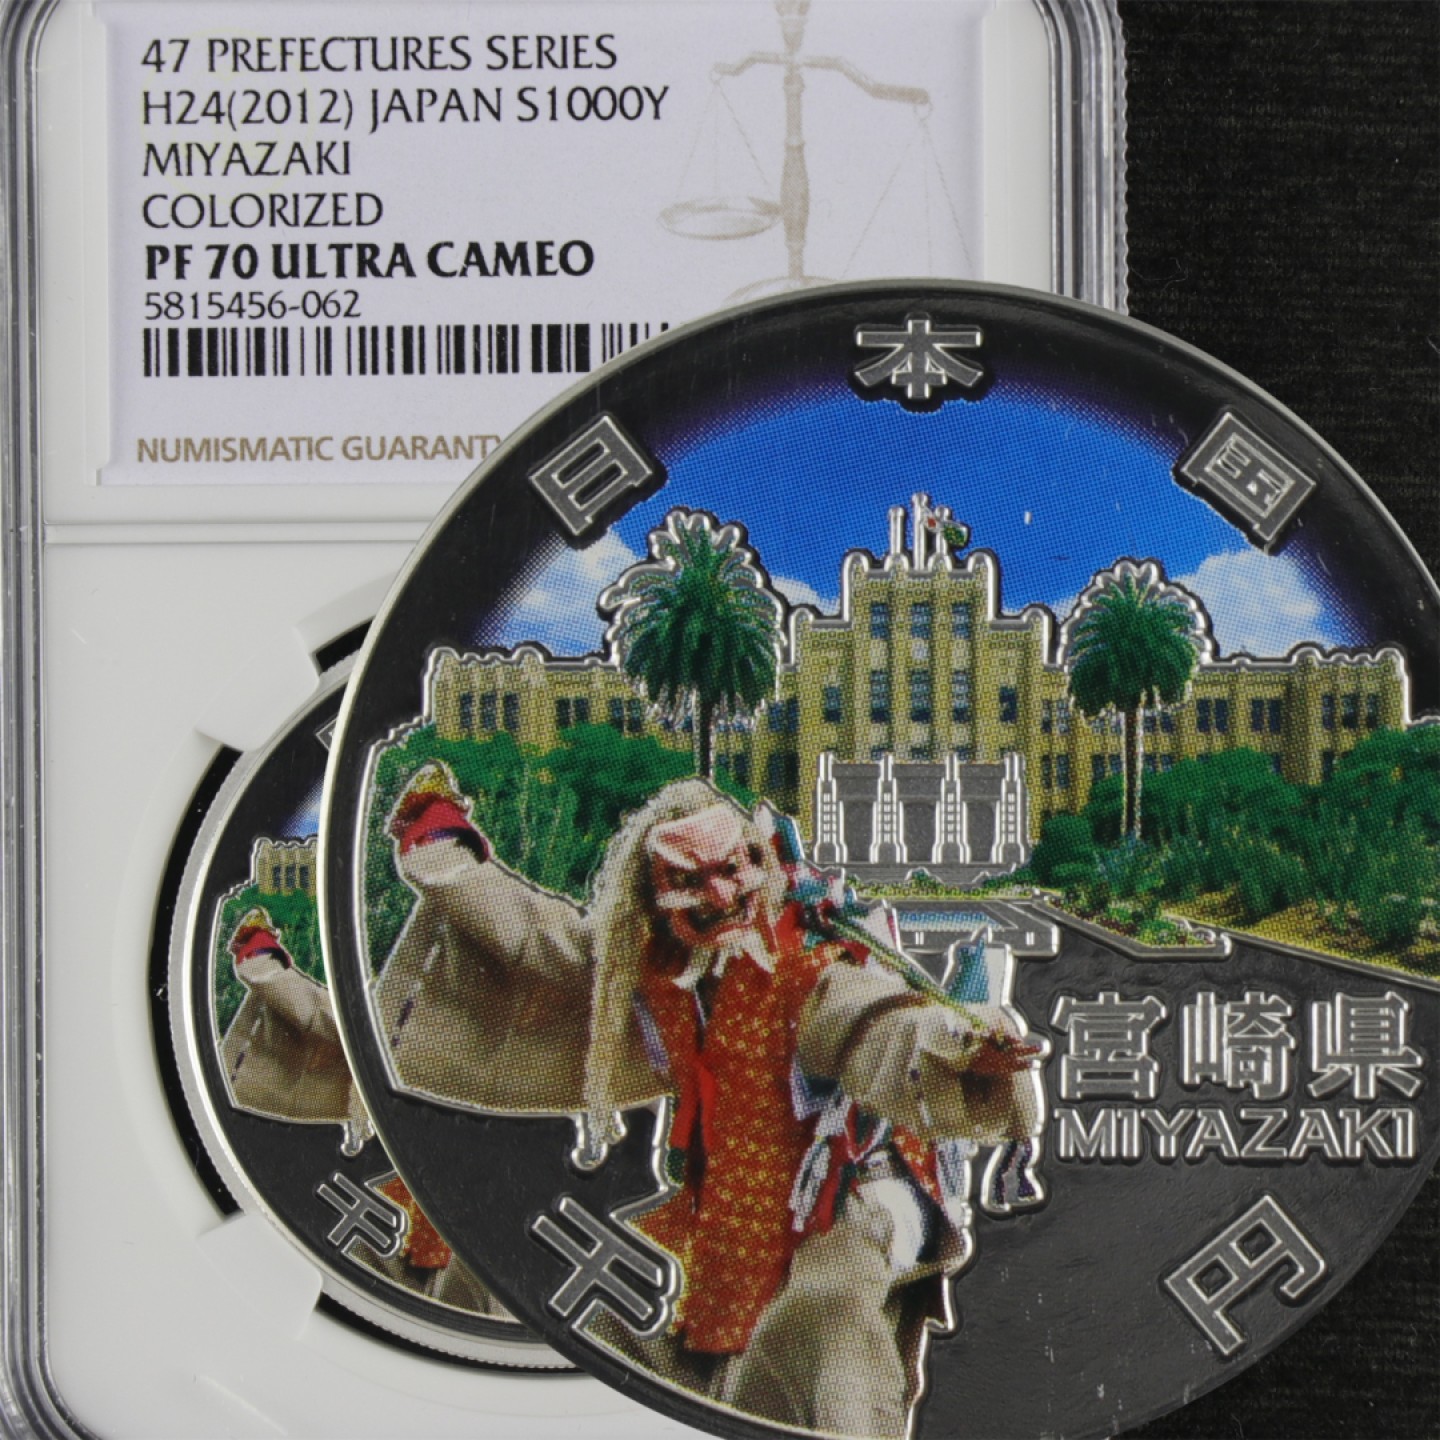 47 PREFECTURES SERIES
H24(2012) JAPAN S1000Y
MIYAZAKI
COLORIZED
PF 70 ULTRA CAMEO
5815456-062
NUMISMATIC GUARANTY
日本国
宮崎県
MIYAZAKI
千円
千